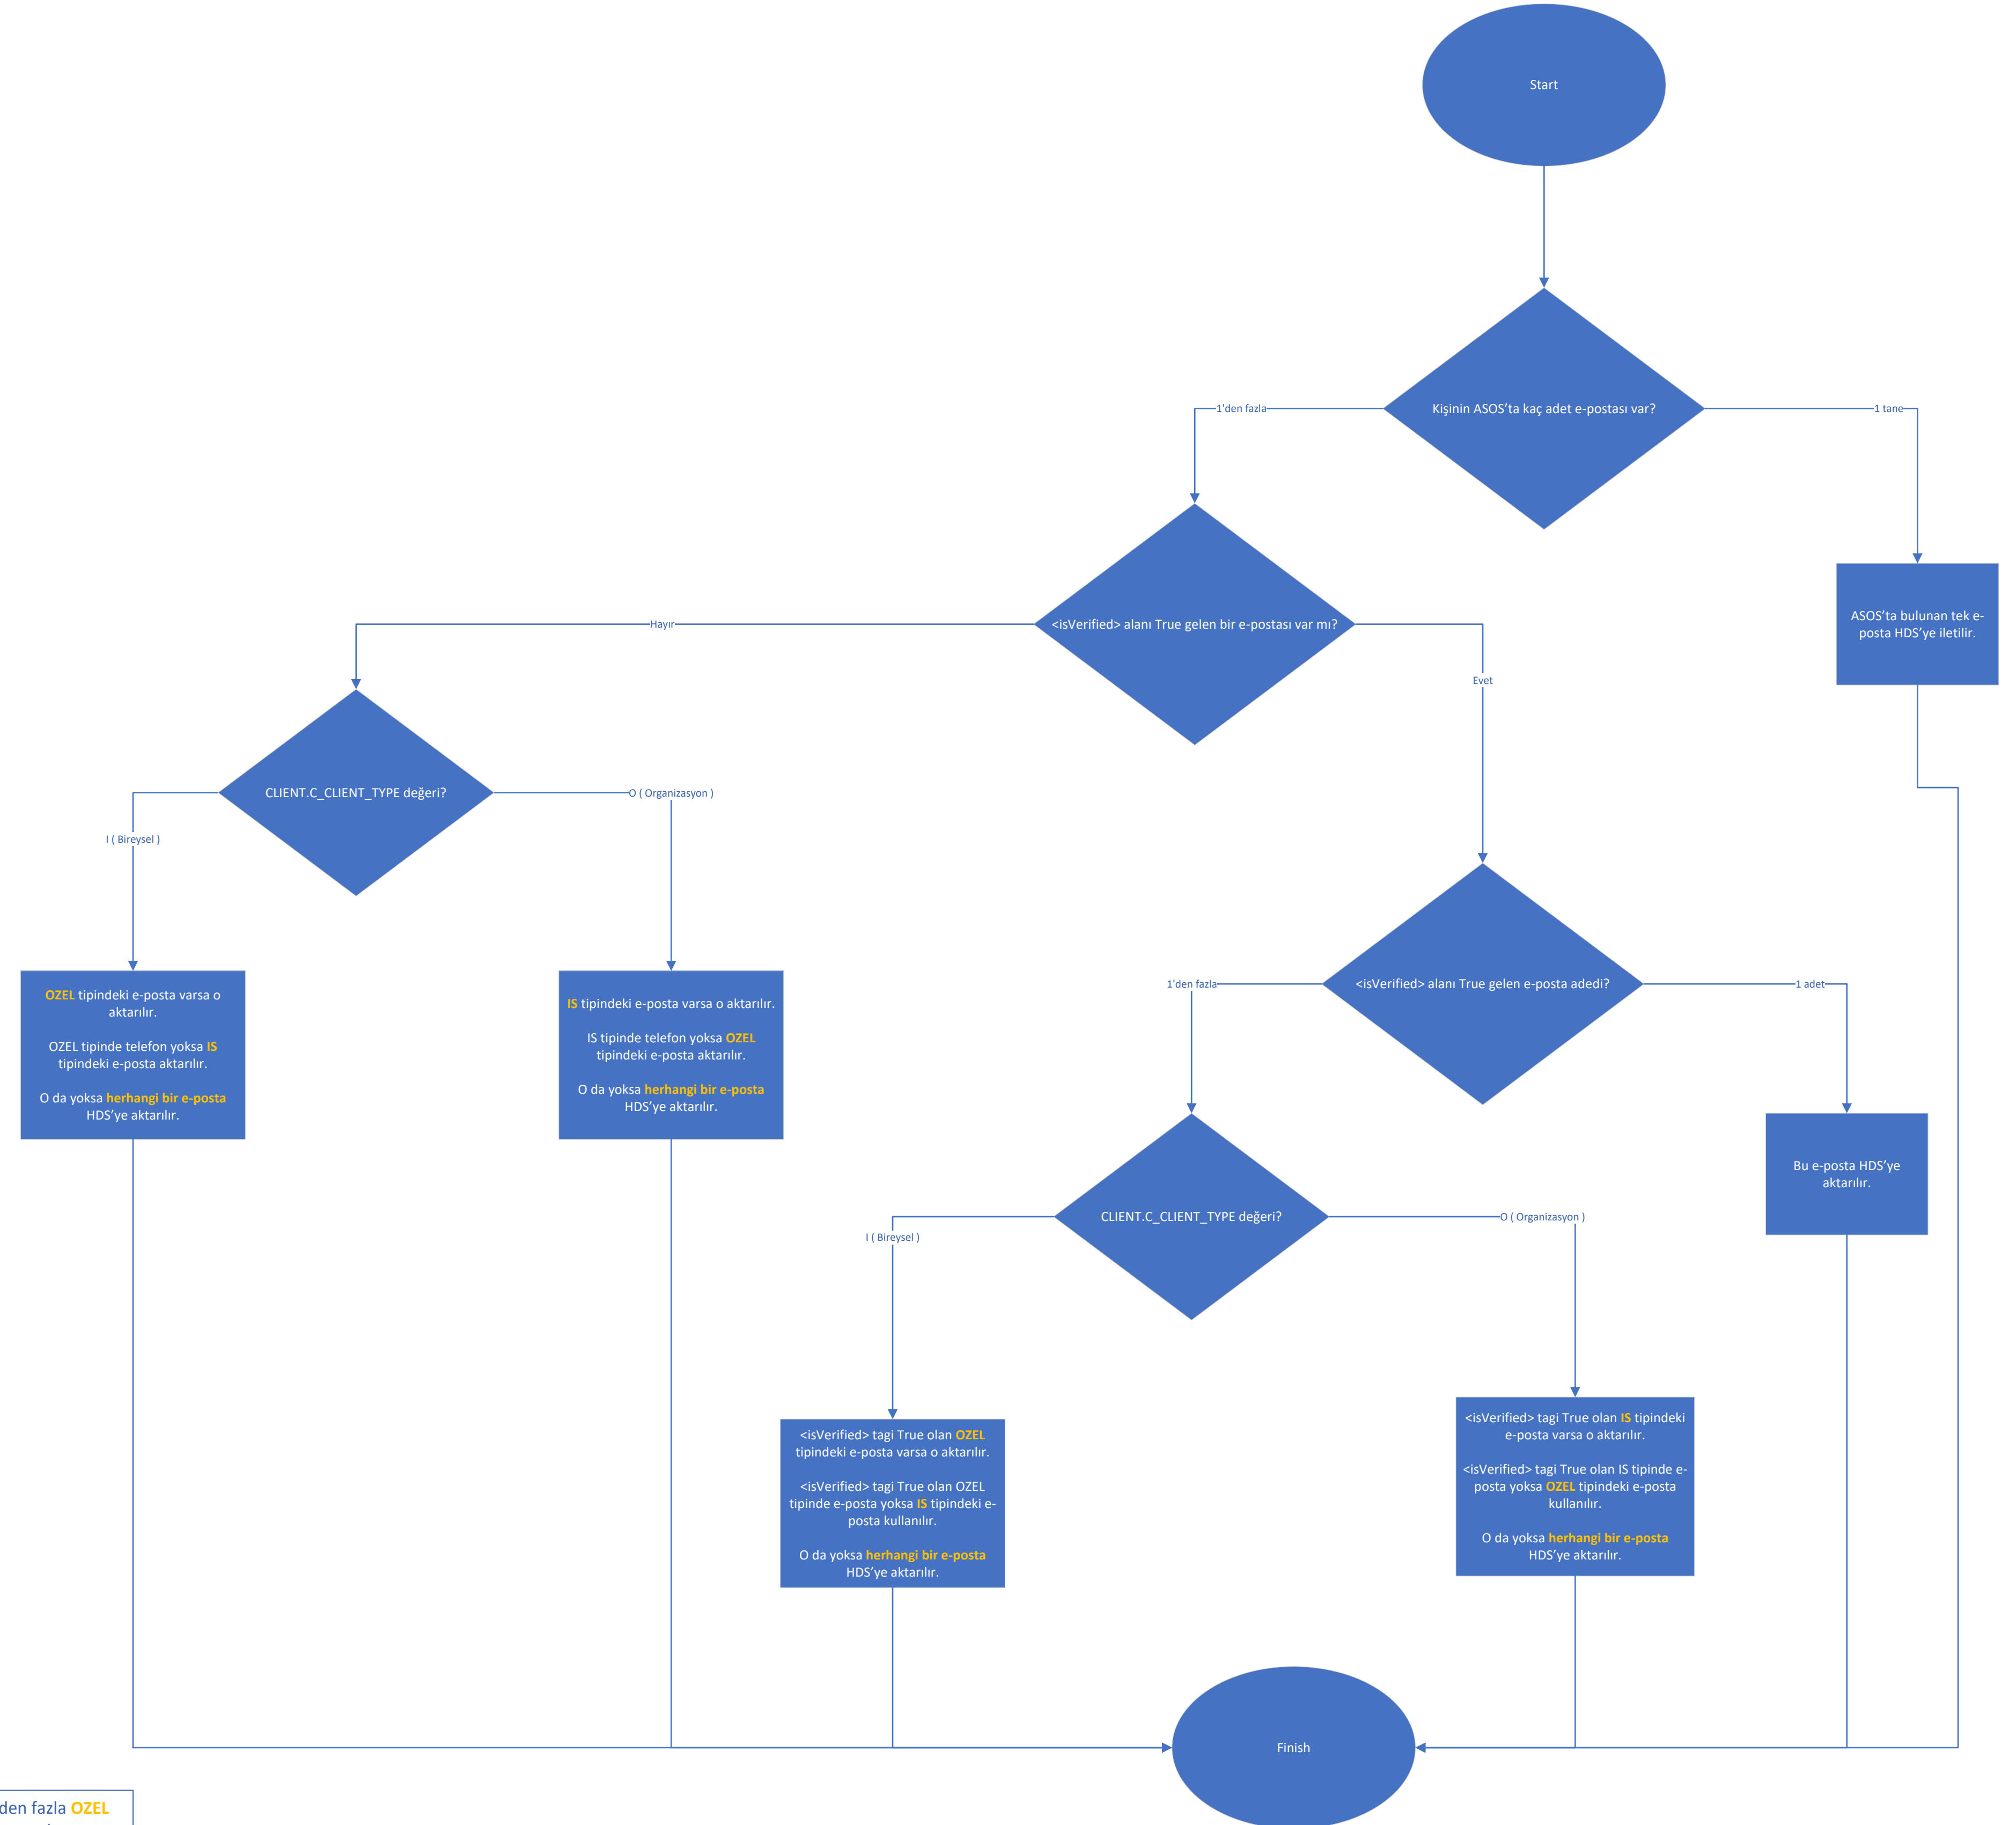 Start
Kişinin ASOS'ta kaç adet e-postası var?
1'den fazla
1 tane
<isVerified> alanı True gelen bir e-postası var mı?
ASOS'ta bulunan tek e-
posta HDS'ye iletilir.
Hayır
Evet
CLIENT.C_CLIENT_TYPE değeri?
O ( Organizasyon )
I ( Bireysel )
OZEL tipindeki e-posta varsa o
aktarılır.
OZEL tipinde telefon yoksa IS
tipindeki e-posta aktarılır.
O da yoksa herhangi bir e-posta
HDS'ye aktarılır.
IS tipindeki e-posta varsa o aktarılır.
IS tipinde telefon yoksa OZEL
tipindeki e-posta aktarılır.
O da yoksa herhangi bir e-posta
HDS'ye aktarılır.
<isVerified> alanı True gelen e-posta adedi?
1'den fazla
1 adet
Bu e-posta HDS'ye
aktarılır.
CLIENT.C_CLIENT_TYPE değeri?
O ( Organizasyon )
I ( Bireysel )
<isVerified> tagi True olan OZEL
tipindeki e-posta varsa o aktarılır.
<isVerified> tagi True olan OZEL
tipinde e-posta yoksa IS tipindeki e-
posta kullanılır.
O da yoksa herhangi bir e-posta
HDS'ye aktarılır.
<isVerified> tagi True olan IS tipindeki
e-posta varsa o aktarılır.
<isVerified> tagi True olan IS tipinde e-
posta yoksa OZEL tipindeki e-posta
kullanılır.
O da yoksa herhangi bir e-posta
HDS'ye aktarılır.
Finish
den fazla OZEL